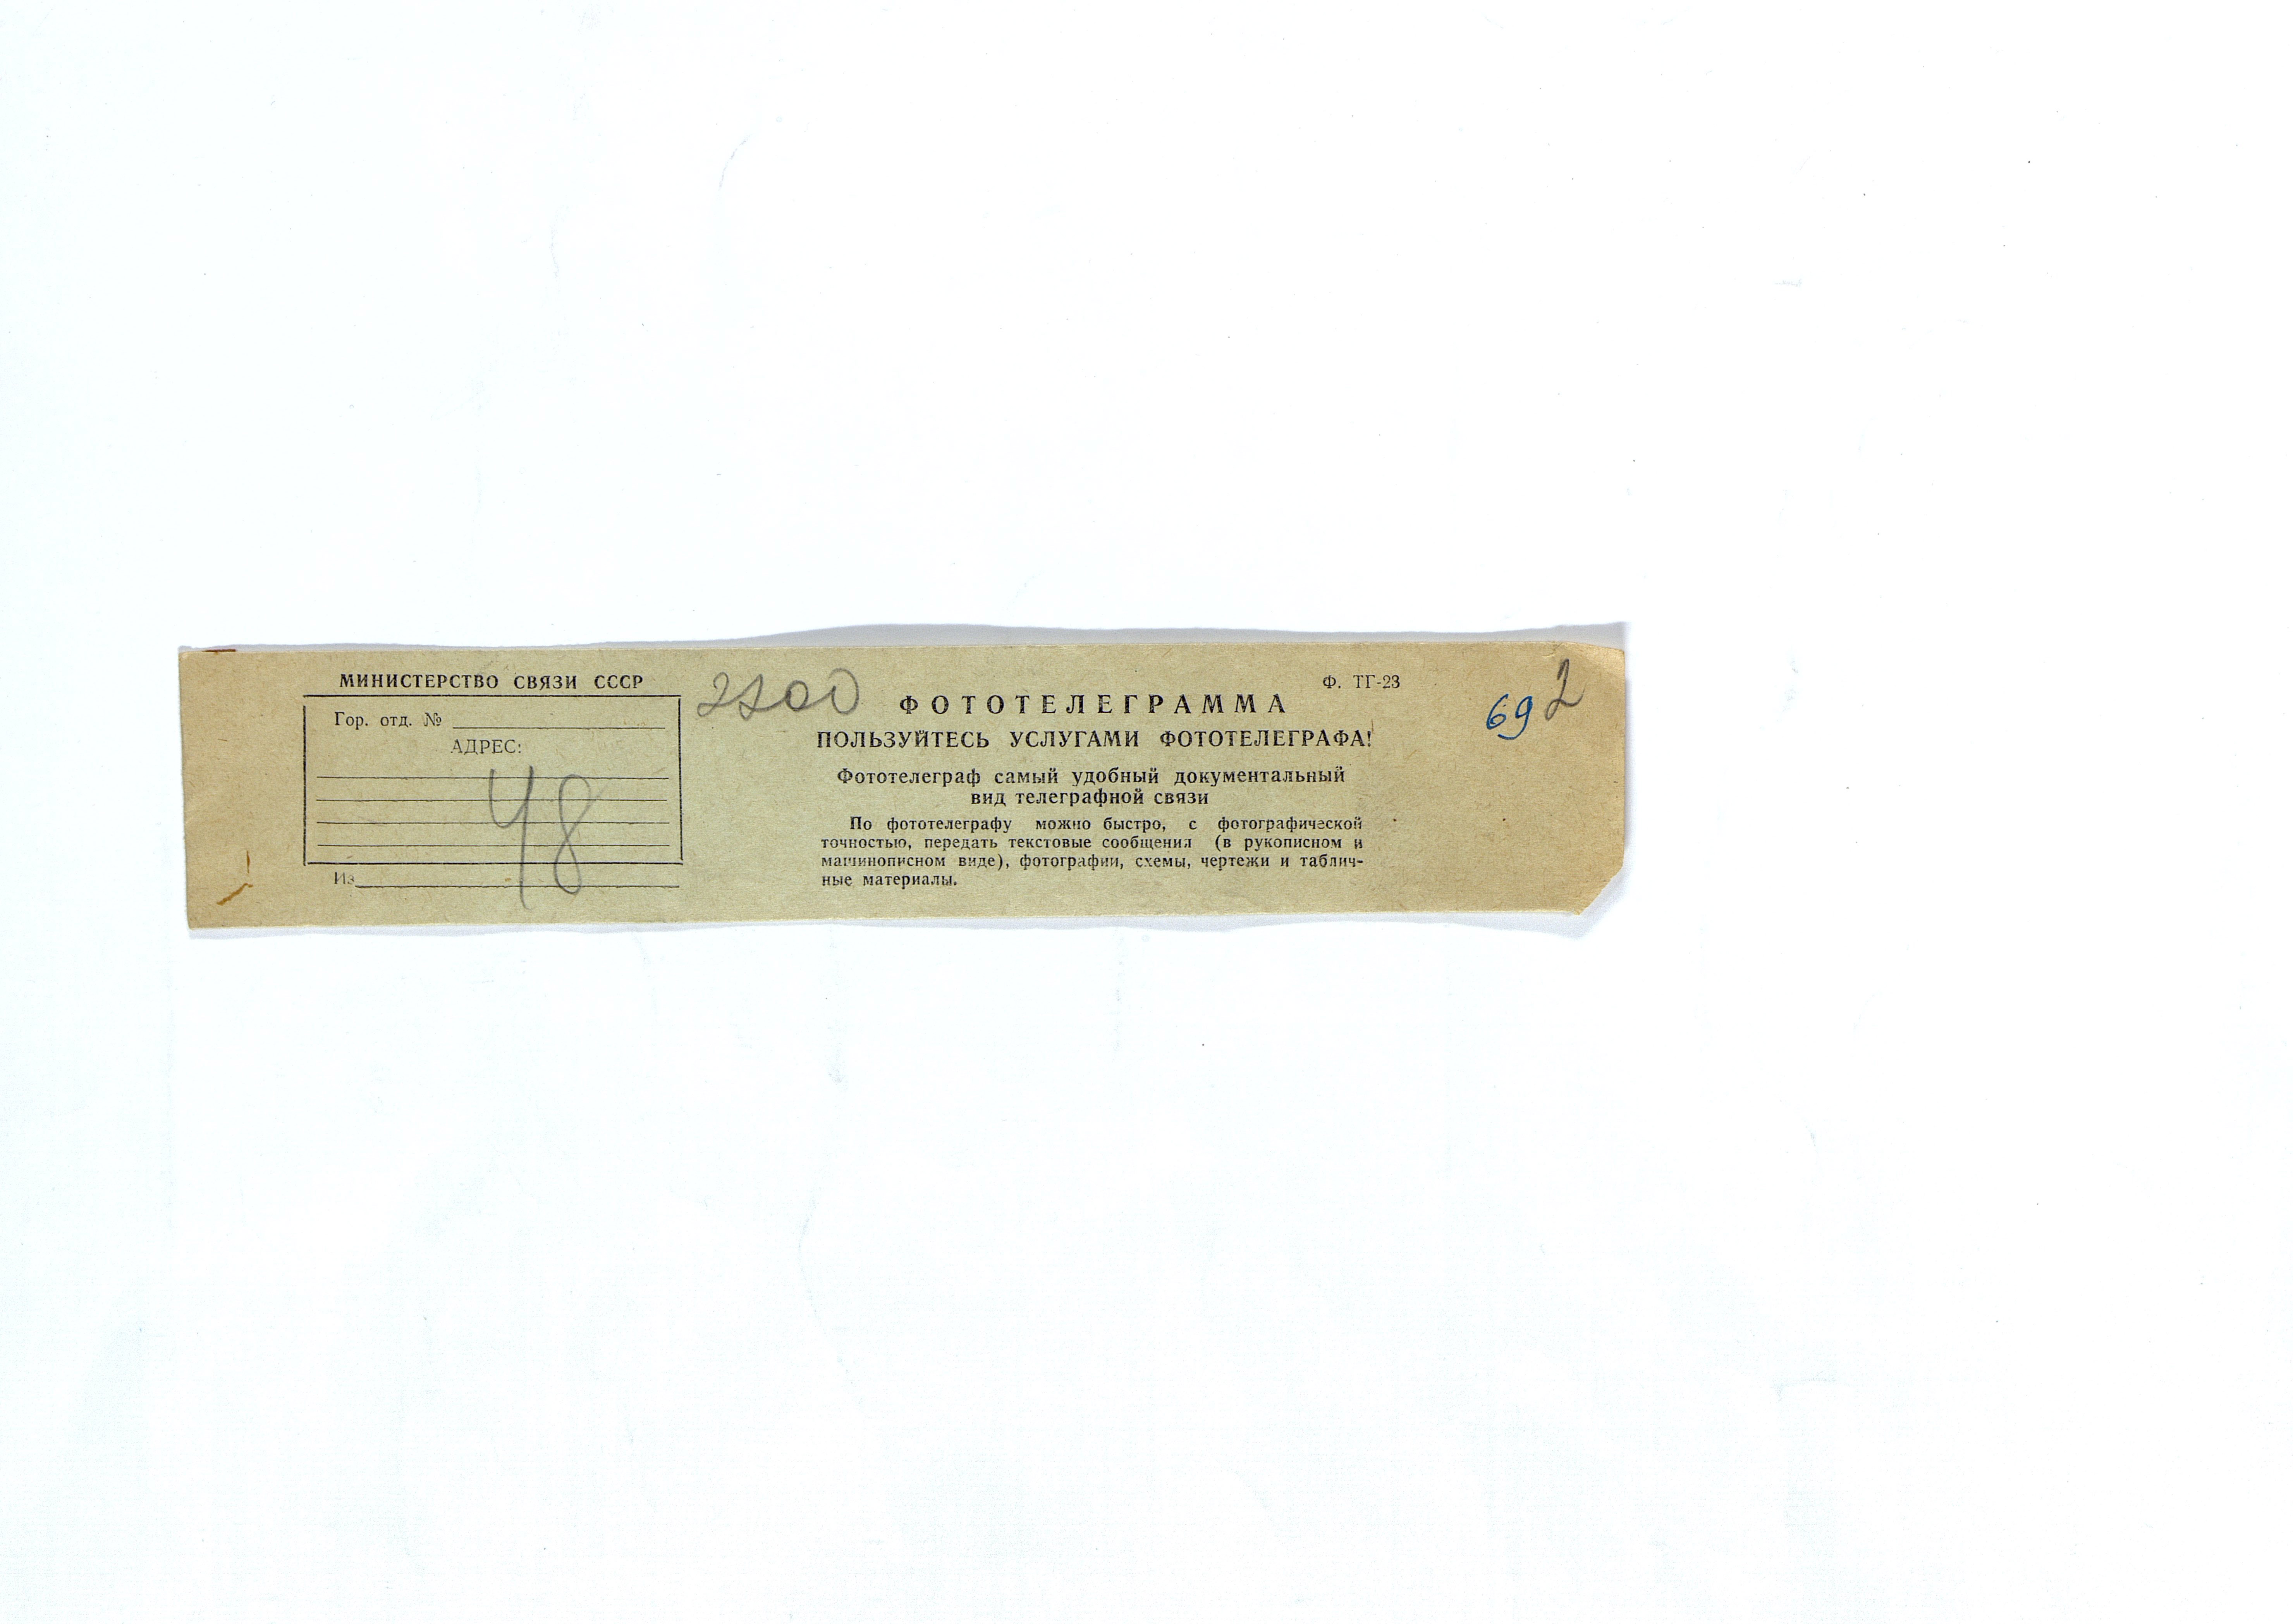 МИНИСТЕРСТВО СВЯЗИ СССР
Гор. отд. №
АДРЕС:
48
Из
2200
Ф. ТГ-23
ФОТОТЕЛЕГРАММА
ПОЛЬЗУЙТЕСЬ УСЛУГАМИ ФОТОТЕЛЕГРАФА!
Фототелеграф самый удобный документальный
вид телеграфной связи
По фототелеграфу можно быстро, с фотографической
точностью, передать текстовые сообщения (в рукописном и
машинописном виде), фотографии, схемы, чертежи и таблич-
ные материалы.
69 2